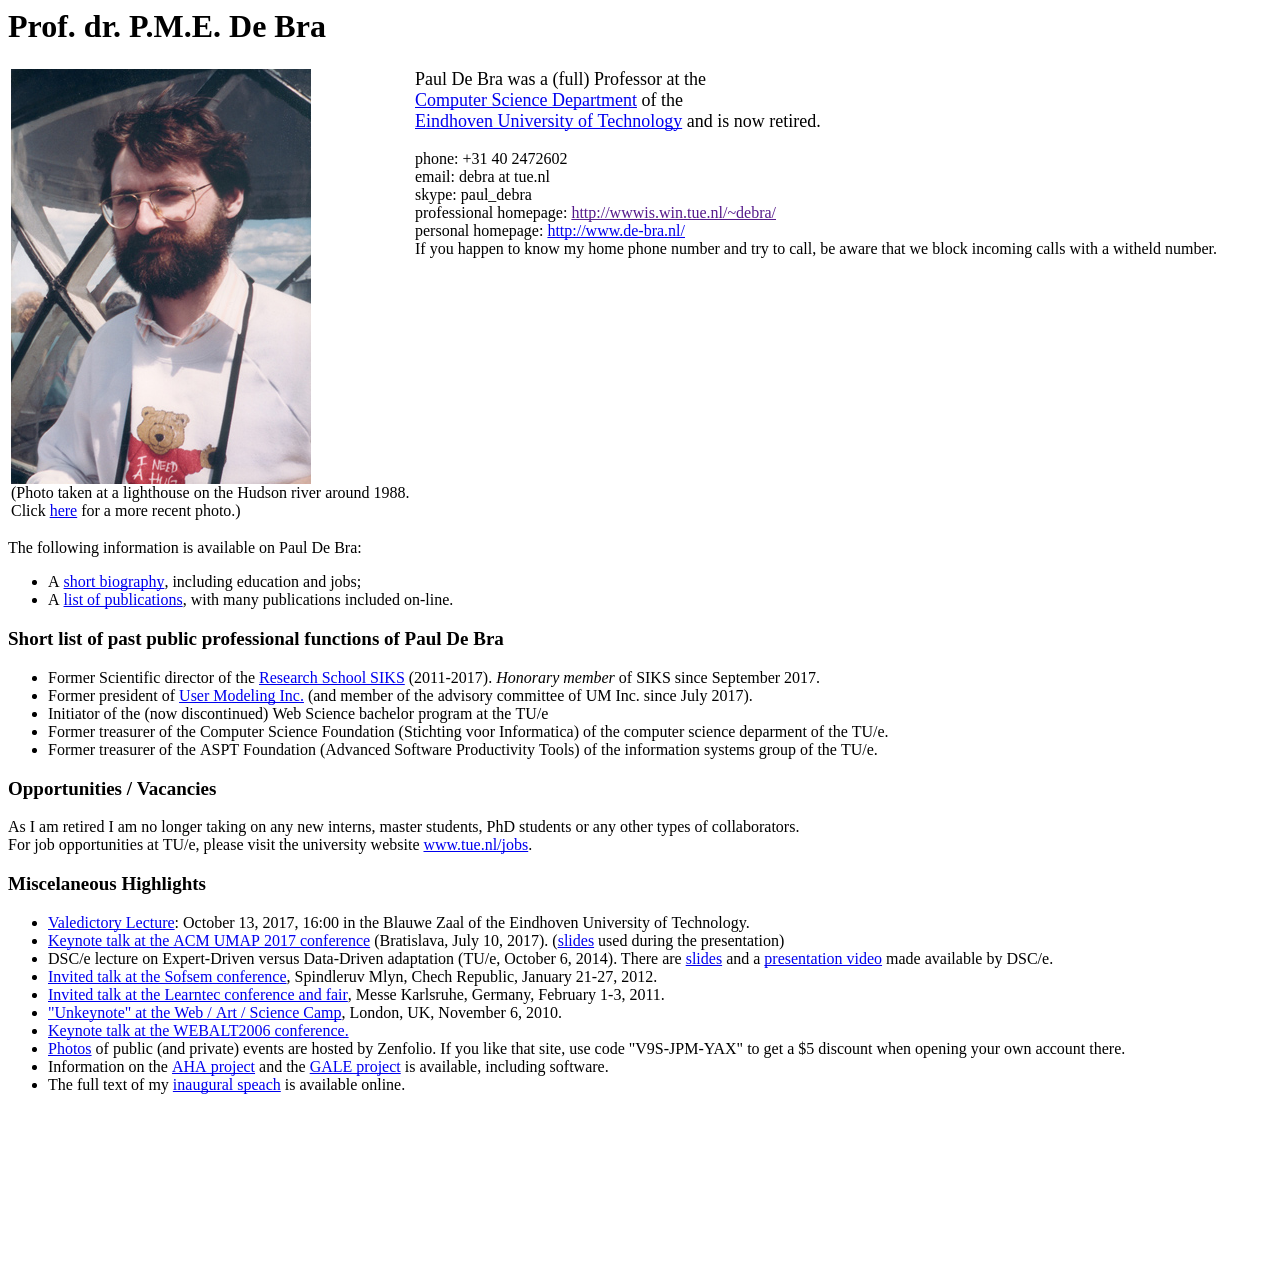 Prof. dr. P.M.E. De Bra
Paul De Bra was a (full) Professor at the
Computer Science Department of the
Eindhoven University of Technology and is now retired.
phone: +31 40 2472602
email: debra at tue.nl
skype: paul_debra
professional homepage: http://wwwis.win.tue.nl/~debra/
personal homepage: http://www.de-bra.nl/
If you happen to know my home phone number and try to call, be aware that we block incoming calls with a witheld number.
I NEED
A HUG
(Photo taken at a lighthouse on the Hudson river around 1988.
Click here for a more recent photo.)
The following information is available on Paul De Bra:
• A short biography, including education and jobs;
• A list of publications, with many publications included on-line.
Short list of past public professional functions of Paul De Bra
• Former Scientific director of the Research School SIKS (2011-2017). Honorary member of SIKS since September 2017.
• Former president of User Modeling Inc. (and member of the advisory committee of UM Inc. since July 2017).
• Initiator of the (now discontinued) Web Science bachelor program at the TU/e
• Former treasurer of the Computer Science Foundation (Stichting voor Informatica) of the computer science deparment of the TU/e.
• Former treasurer of the ASPT Foundation (Advanced Software Productivity Tools) of the information systems group of the TU/e.
Opportunities / Vacancies
As I am retired I am no longer taking on any new interns, master students, PhD students or any other types of collaborators.
For job opportunities at TU/e, please visit the university website www.tue.nl/jobs.
Miscelaneous Highlights
• Valedictory Lecture: October 13, 2017, 16:00 in the Blauwe Zaal of the Eindhoven University of Technology.
• Keynote talk at the ACM UMAP 2017 conference (Bratislava, July 10, 2017). (slides used during the presentation)
• DSC/e lecture on Expert-Driven versus Data-Driven adaptation (TU/e, October 6, 2014). There are slides and a presentation video made available by DSC/e.
• Invited talk at the Sofsem conference, Spindleruv Mlyn, Chech Republic, January 21-27, 2012.
• Invited talk at the Learntec conference and fair, Messe Karlsruhe, Germany, February 1-3, 2011.
• "Unkeynote" at the Web / Art / Science Camp, London, UK, November 6, 2010.
• Keynote talk at the WEBALT2006 conference.
• Photos of public (and private) events are hosted by Zenfolio. If you like that site, use code "V9S-JPM-YAX" to get a $5 discount when opening your own account there.
• Information on the AHA project and the GALE project is available, including software.
• The full text of my inaugural speach is available online.